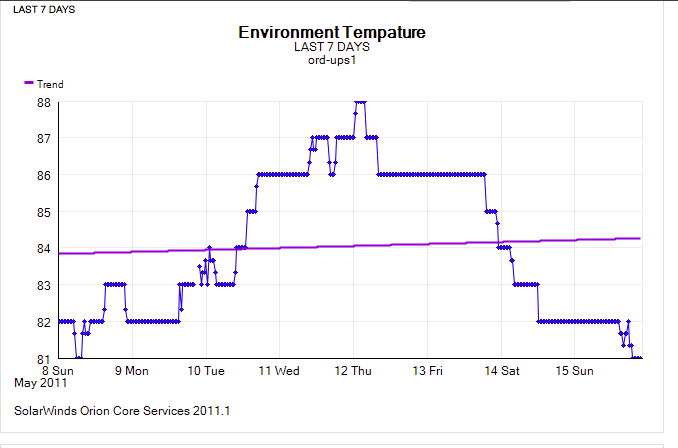 LAST 7 DAYS
Environment Tempature
LAST 7 DAYS
ord-ups1
Trend
88
87
86
85
84
83
82
81
8 Sun 9 Mon 10 Tue 11 Wed 12 Thu 13 Fri 14 Sat 15 Sun
May 2011
SolarWinds Orion Core Services 2011.1